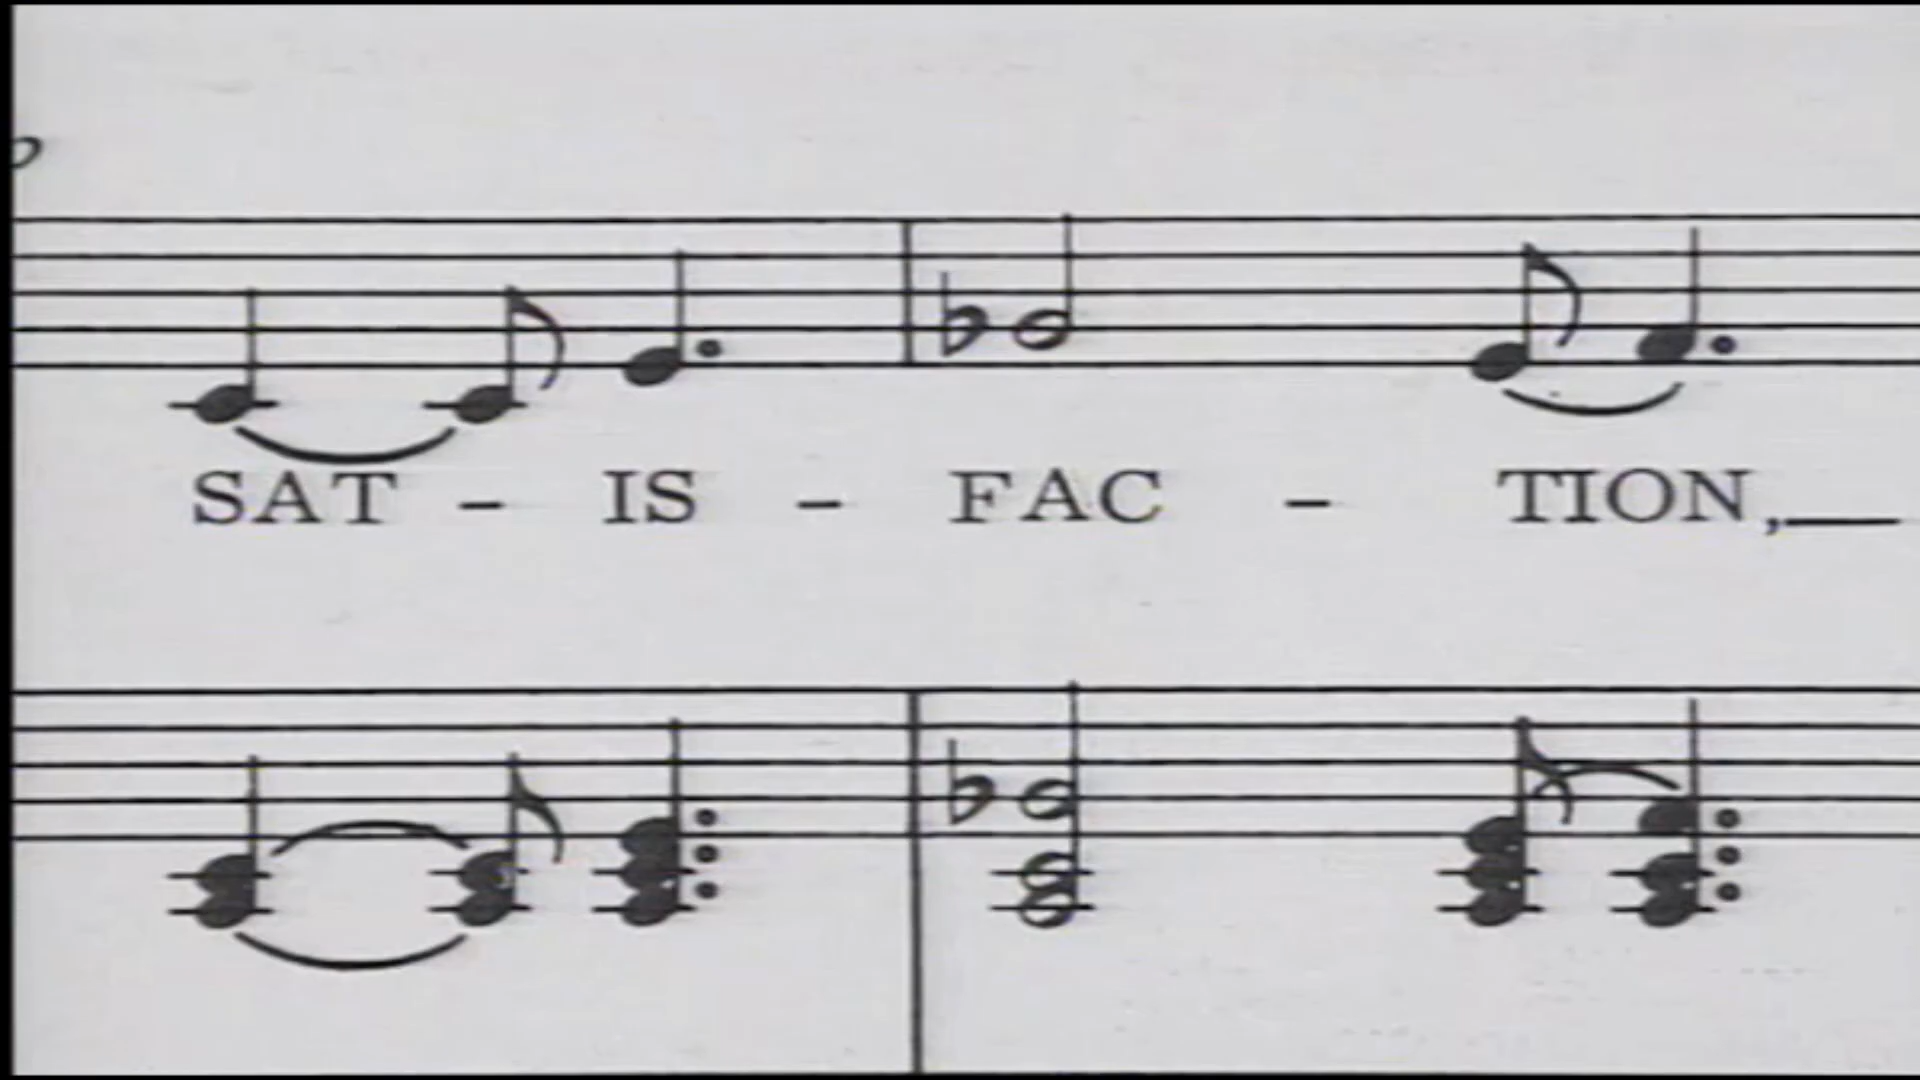 SAT - IS - FAC - TION,